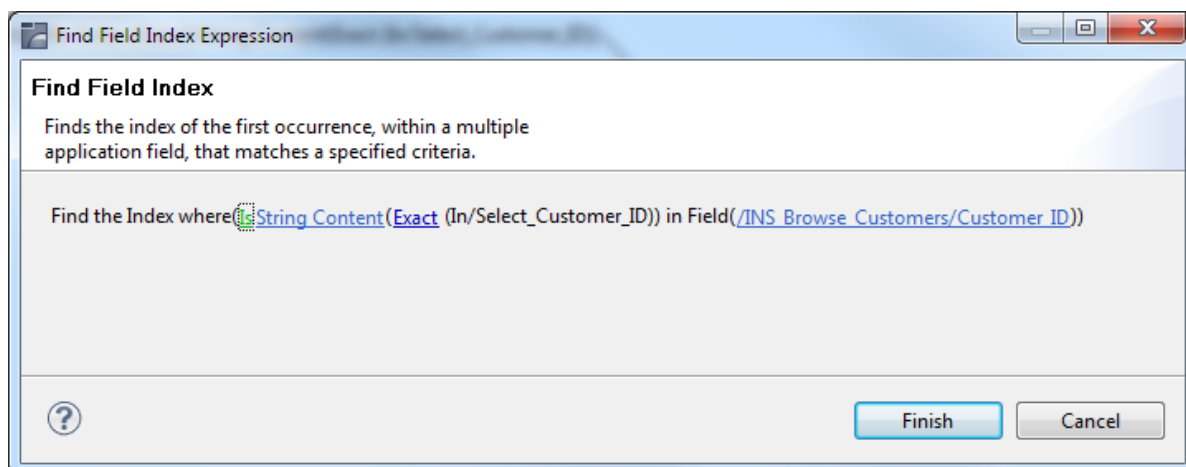 Find Field Index Expression
Find Field Index
Finds the index of the first occurrence, within a multiple
application field, that matches a specified criteria.
Find the Index where(Is String Content(Exact (In/Select_Customer_ID)) in Field(/INS Browse Customers/Customer ID))
Finish
Cancel